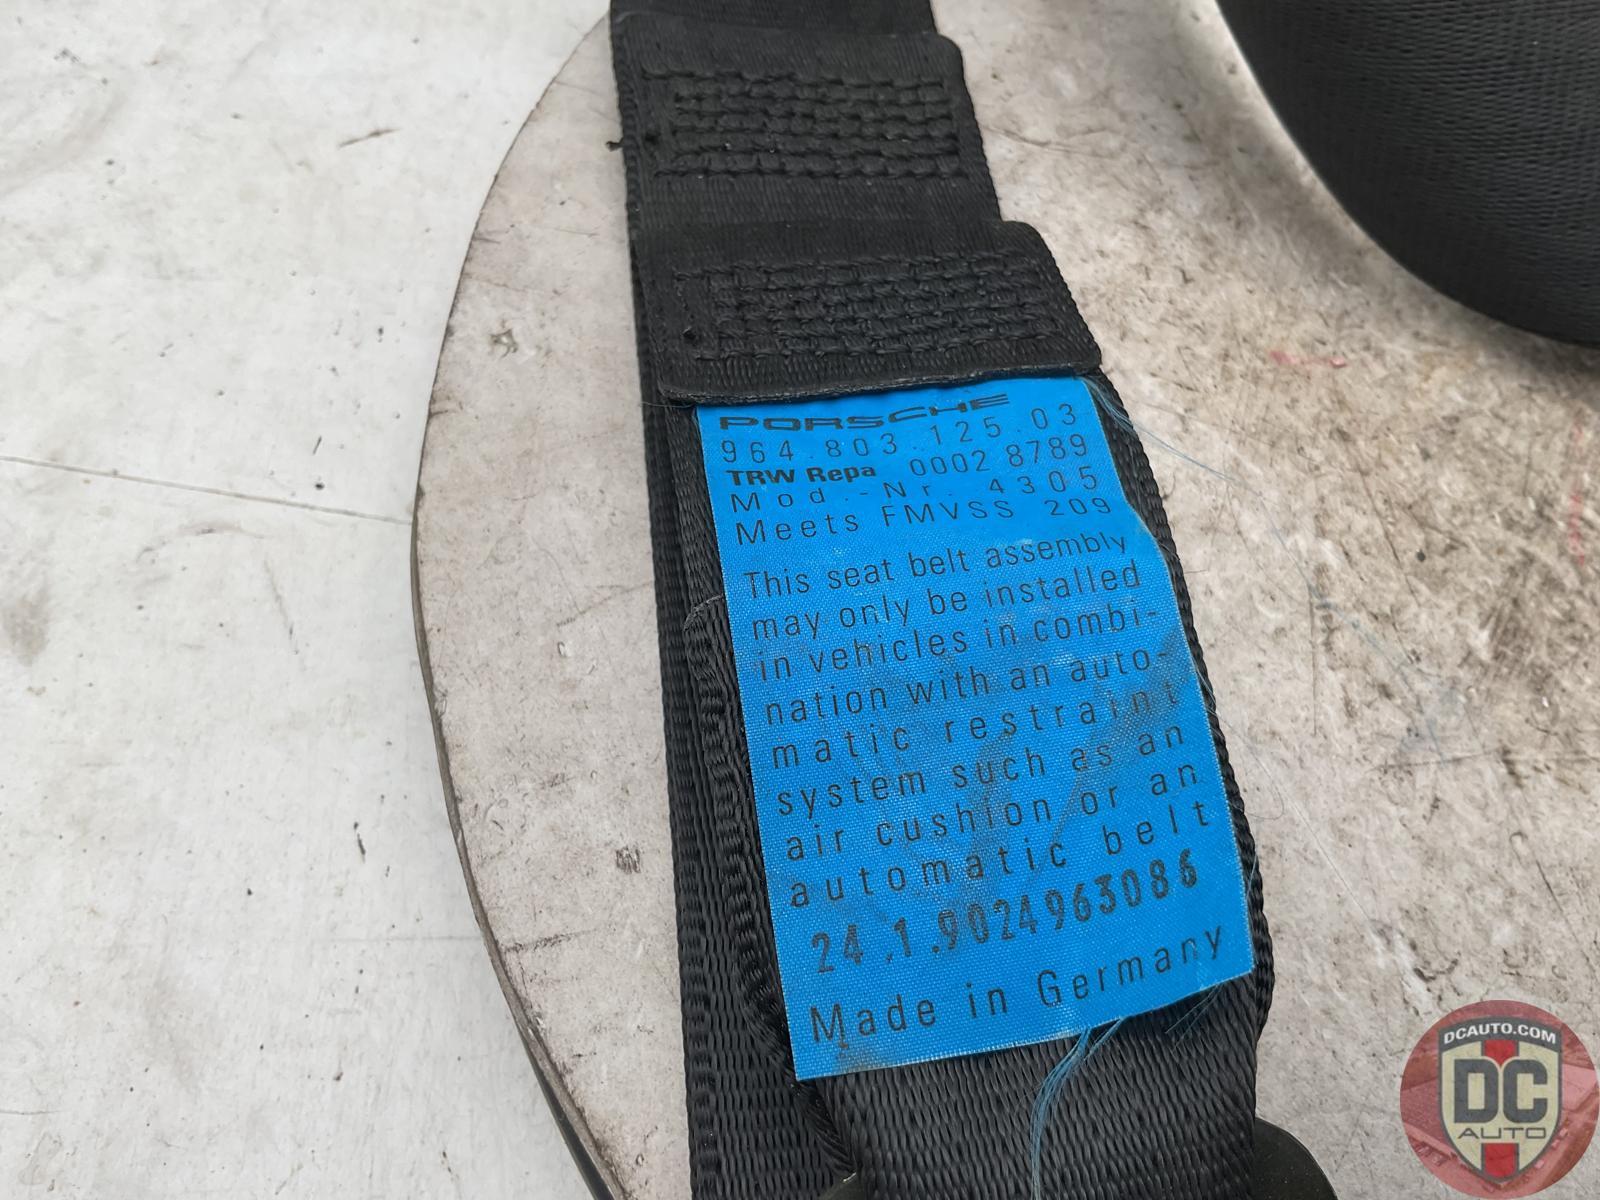 PORSCHE
964.803.125.03
TRW Repa 0002 8789
Mod.-Nr. 4305
Meets FMVSS 209
This seat belt assembly
may only be installed
in vehicles in combi-
nation with an auto-
matic restraint
system such as an
air cushion or an
automatic belt
24.1.9024963086
Made in Germany
DCAUTO.COM
DC
AUTO